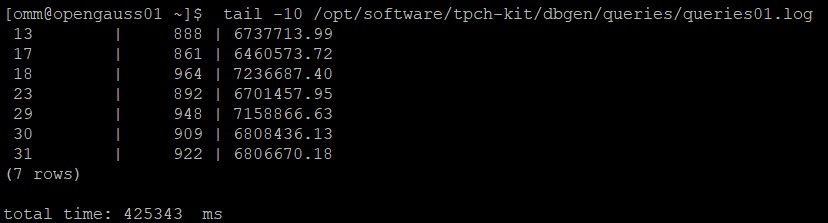 [omm@opengauss01 ~]$  tail -10 /opt/software/tpch-kit/dbgen/queries/queries01.log
 13         |     888 | 6737713.99
 17         |     861 | 6460573.72
 18         |     964 | 7236687.40
 23         |     892 | 6701457.95
 29         |     948 | 7158866.63
 30         |     909 | 6808436.13
 31         |     922 | 6806670.18
(7 rows)
total time: 425343  ms